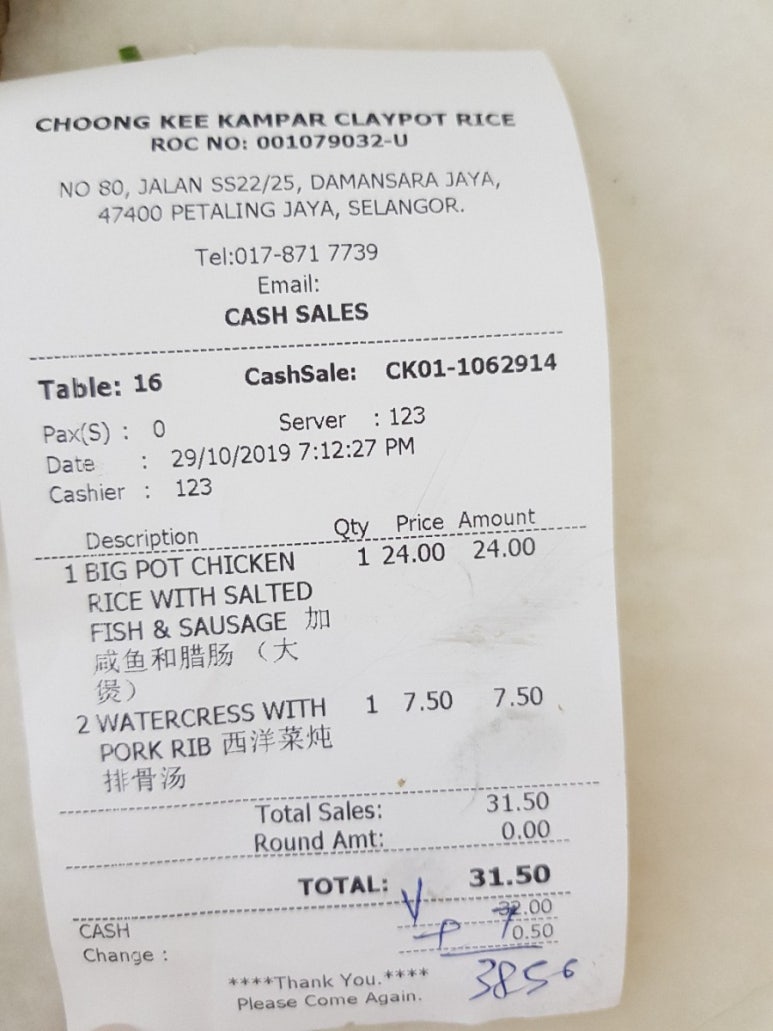 CHOONG KEE KAMPAR CLAYPOT RICE
ROC NO: 001079032-U
NO 80, JALAN SS22/25, DAMANSARA JAYA,
47400 PETALING JAYA, SELANGOR.
Tel:017-871 7739
Email:
CASH SALES
Table: 16 CashSale: CK01-1062914
Pax(S) : 0 Server : 123
Date : 29/10/2019 7:12:27 PM
Cashier : 123
Description Qty Price Amount
1 BIG POT CHICKEN 1 24.00 24.00
RICE WITH SALTED
FISH & SAUSAGE 加
咸鱼和腊肠（大
煲）
2 WATERCRESS WITH 1 7.50 7.50
PORK RIB 西洋菜炖
排骨汤
Total Sales: 31.50
Round Amt: 0.00
TOTAL: 31.50
CASH 32.00
Change : 0.50
7
****Thank You.****
Please Come Again. 3850